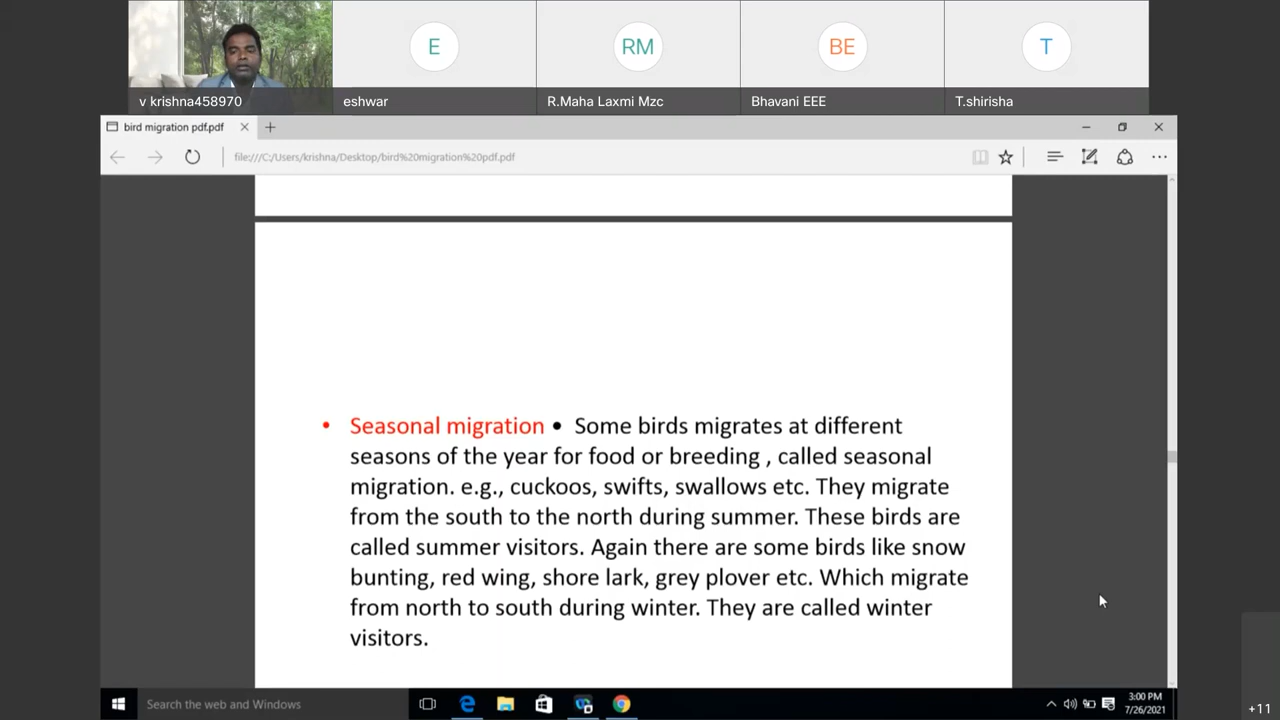 E
RM
BE
T
v krishna458970
eshwar
R.Maha Laxmi Mzc
Bhavani EEE
T.shirisha
bird migration pdf.pdf
file:///C:/Users/krishna/Desktop/bird%20migration%20pdf.pdf
• Seasonal migration • Some birds migrates at different
seasons of the year for food or breeding , called seasonal
migration. e.g., cuckoos, swifts, swallows etc. They migrate
from the south to the north during summer. These birds are
called summer visitors. Again there are some birds like snow
bunting, red wing, shore lark, grey plover etc. Which migrate
from north to south during winter. They are called winter
visitors.
Search the web and Windows
3:00 PM
7/26/2021
+11